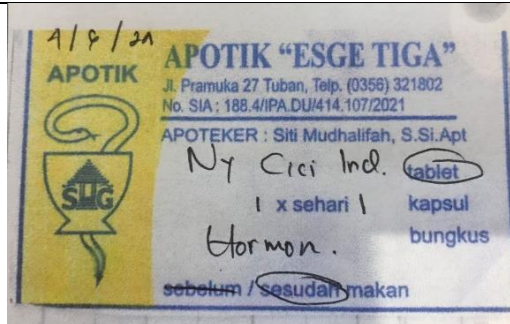 4/8/21
APOTIK
APOTIK “ESGE TIGA”
Jl. Pramuka 27 Tuban, Telp. (0356) 321802
No. SIA : 188.4/IPA.DU/414.107/2021
APOTEKER : Siti Mudhalifah, S.Si.Apt
SHG
Ny Cici Ind. tablet
1 x sehari 1 kapsul
Hormon. bungkus
sebelum / sesudah makan